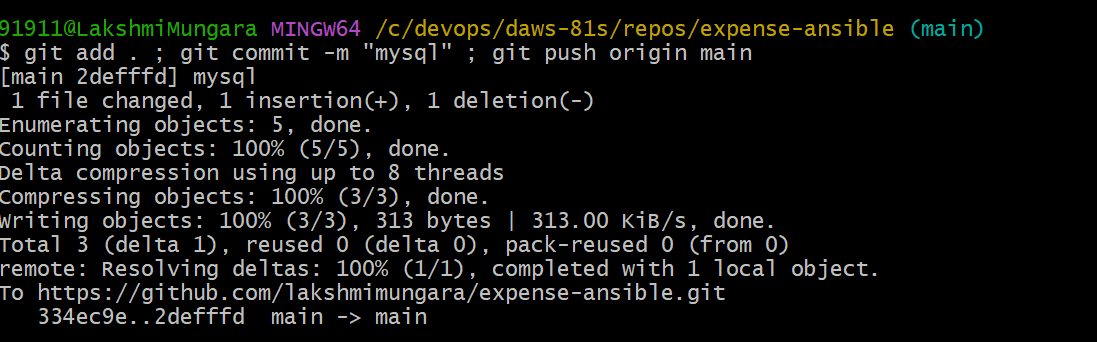 91911@LakshmiMungara MINGW64 /c/devops/daws-81s/repos/expense-ansible (main)
$ git add . ; git commit -m "mysql" ; git push origin main
[main 2defffd] mysql
 1 file changed, 1 insertion(+), 1 deletion(-)
Enumerating objects: 5, done.
Counting objects: 100% (5/5), done.
Delta compression using up to 8 threads
Compressing objects: 100% (3/3), done.
Writing objects: 100% (3/3), 313 bytes | 313.00 KiB/s, done.
Total 3 (delta 1), reused 0 (delta 0), pack-reused 0 (from 0)
remote: Resolving deltas: 100% (1/1), completed with 1 local object.
To https://github.com/lakshmimungara/expense-ansible.git
   334ec9e..2defffd  main -> main